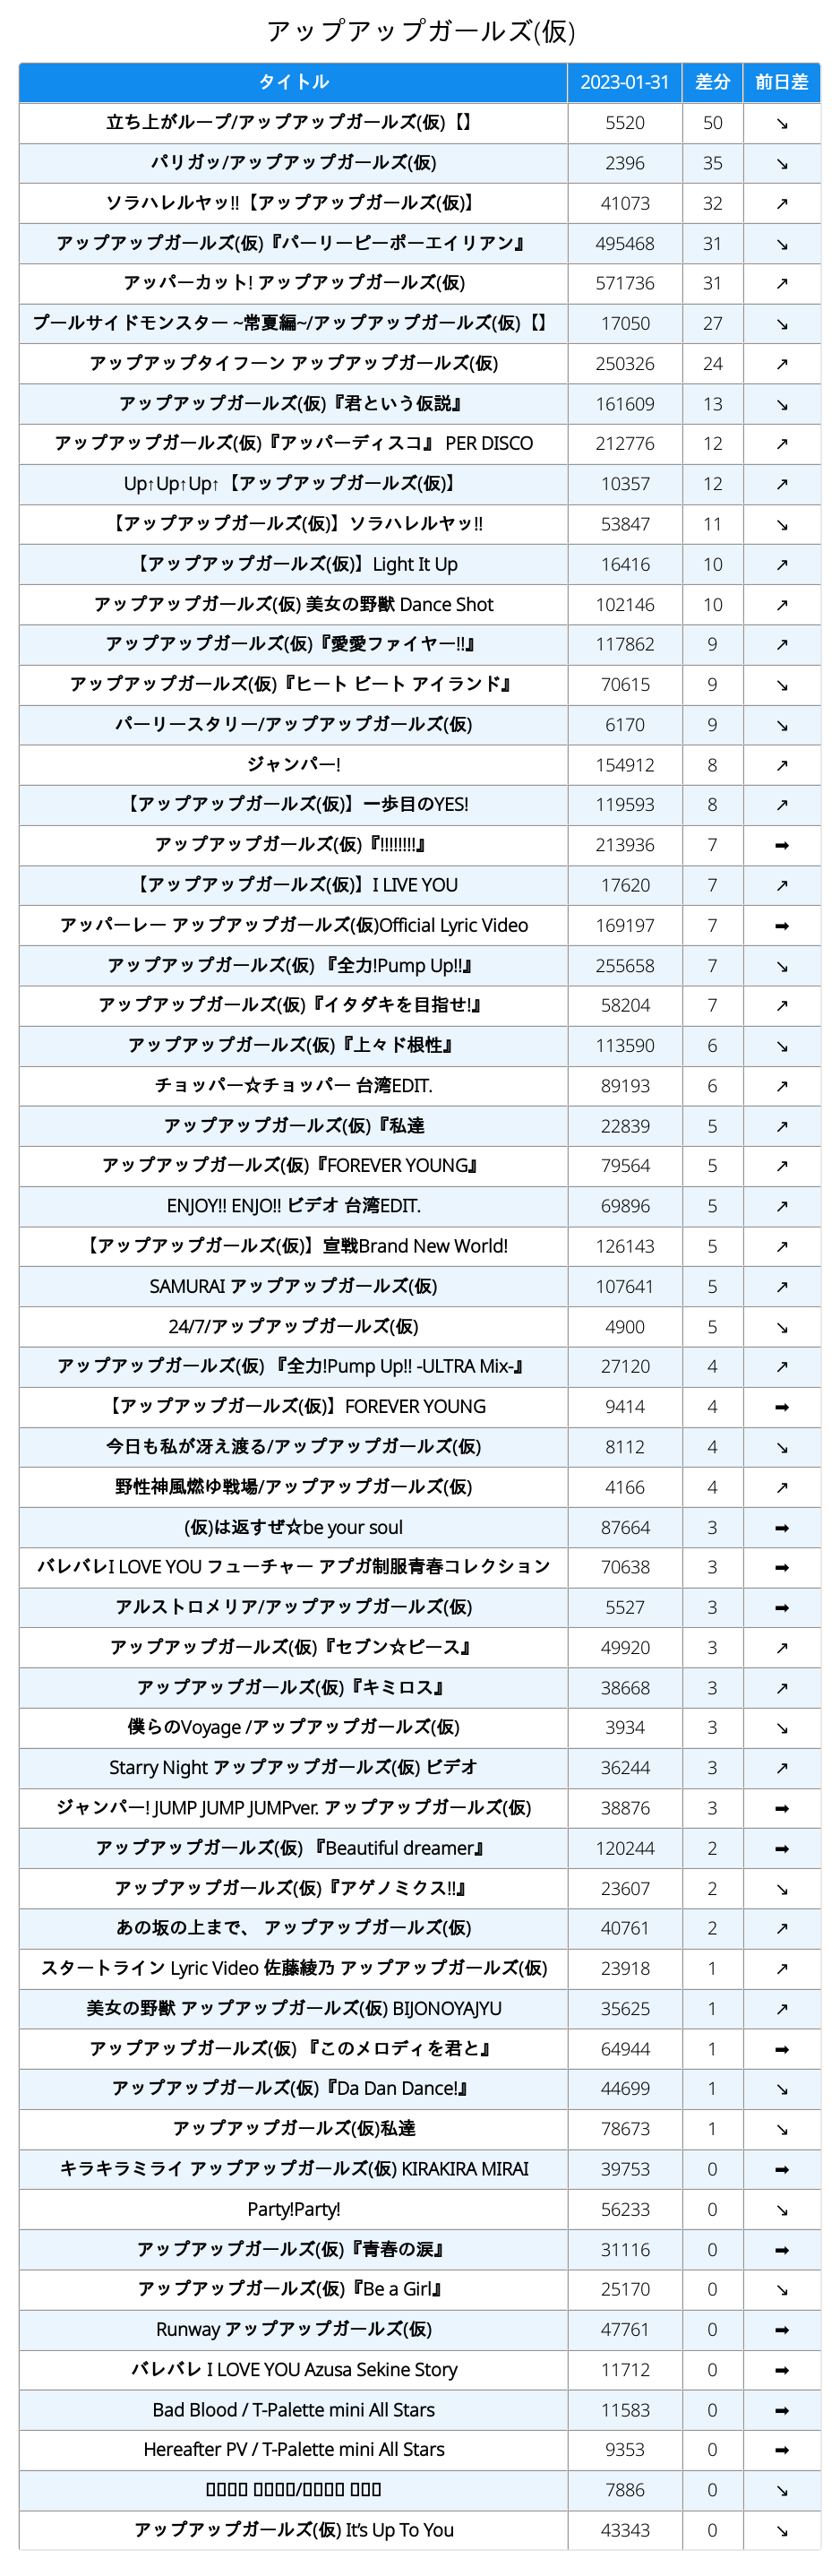 アップアップガールズ(仮)
タイトル 2023-01-31 差分 前日差
立ち上がループ/アップアップガールズ(仮)【】 5520 50 ↘
パリガッ/アップアップガールズ(仮) 2396 35 ↘
ソラハレルヤッ!!【アップアップガールズ(仮)】 41073 32 ↗
アップアップガールズ(仮)『パーリーピーポーエイリアン』 495468 31 ↘
アッパーカット! アップアップガールズ(仮) 571736 31 ↗
プールサイドモンスター ~常夏編~/アップアップガールズ(仮)【】 17050 27 ↘
アップアップタイフーン アップアップガールズ(仮) 250326 24 ↗
アップアップガールズ(仮)『君という仮説』 161609 13 ↘
アップアップガールズ(仮)『アッパーディスコ』 PER DISCO 212776 12 ↗
Up↑Up↑Up↑【アップアップガールズ(仮)】 10357 12 ↗
【アップアップガールズ(仮)】ソラハレルヤッ!! 53847 11 ↘
【アップアップガールズ(仮)】Light It Up 16416 10 ↗
アップアップガールズ(仮) 美女の野獣 Dance Shot 102146 10 ↗
アップアップガールズ(仮)『愛愛ファイヤー!!』 117862 9 ↗
アップアップガールズ(仮)『ヒート ビート アイランド』 70615 9 ↘
パーリースタリー/アップアップガールズ(仮) 6170 9 ↘
ジャンパー! 154912 8 ↗
【アップアップガールズ(仮)】一歩目のYES! 119593 8 ↗
アップアップガールズ(仮)『!!!!!!!!』 213936 7 ➡
【アップアップガールズ(仮)】I LIVE YOU 17620 7 ↗
アッパーレー アップアップガールズ(仮)Official Lyric Video 169197 7 ➡
アップアップガールズ(仮) 『全力!Pump Up!!』 255658 7 ↘
アップアップガールズ(仮)『イタダキを目指せ!』 58204 7 ↗
アップアップガールズ(仮)『上々ド根性』 113590 6 ↘
チョッパー☆チョッパー 台湾EDIT. 89193 6 ↗
アップアップガールズ(仮)『私達 22839 5 ↗
アップアップガールズ(仮)『FOREVER YOUNG』 79564 5 ↗
ENJOY!! ENJO!! ビデオ 台湾EDIT. 69896 5 ↗
【アップアップガールズ(仮)】宣戦Brand New World! 126143 5 ↗
SAMURAI アップアップガールズ(仮) 107641 5 ↗
24/7/アップアップガールズ(仮) 4900 5 ↘
アップアップガールズ(仮) 『全力!Pump Up!! -ULTRA Mix-』 27120 4 ↗
【アップアップガールズ(仮)】FOREVER YOUNG 9414 4 ➡
今日も私が冴え渡る/アップアップガールズ(仮) 8112 4 ↘
野性神風燃ゆ戦場/アップアップガールズ(仮) 4166 4 ↗
(仮)は返すぜ☆be your soul 87664 3 ➡
バレバレI LOVE YOU フューチャー アプガ制服青春コレクション 70638 3 ➡
アルストロメリア/アップアップガールズ(仮) 5527 3 ➡
アップアップガールズ(仮)『セブン☆ピース』 49920 3 ↗
アップアップガールズ(仮)『キミロス』 38668 3 ↗
僕らのVoyage /アップアップガールズ(仮) 3934 3 ↘
Starry Night アップアップガールズ(仮) ビデオ 36244 3 ↗
ジャンパー! JUMP JUMP JUMPver. アップアップガールズ(仮) 38876 3 ➡
アップアップガールズ(仮) 『Beautiful dreamer』 120244 2 ➡
アップアップガールズ(仮)『アゲノミクス!!』 23607 2 ↘
あの坂の上まで、 アップアップガールズ(仮) 40761 2 ↗
スタートライン Lyric Video 佐藤綾乃 アップアップガールズ(仮) 23918 1 ↗
美女の野獣 アップアップガールズ(仮) BIJONOYAJYU 35625 1 ↗
アップアップガールズ(仮) 『このメロディを君と』 64944 1 ➡
アップアップガールズ(仮)『Da Dan Dance!』 44699 1 ↘
アップアップガールズ(仮)私達 78673 1 ↘
キラキラミライ アップアップガールズ(仮) KIRAKIRA MIRAI 39753 0 ➡
Party!Party! 56233 0 ↘
アップアップガールズ(仮)『青春の涙』 31116 0 ➡
アップアップガールズ(仮)『Be a Girl』 25170 0 ↘
Runway アップアップガールズ(仮) 47761 0 ➡
バレバレ I LOVE YOU Azusa Sekine Story 11712 0 ➡
Bad Blood / T-Palette mini All Stars 11583 0 ➡
Hereafter PV / T-Palette mini All Stars 9353 0 ➡
▯▯▯▯ ▯▯▯▯/▯▯▯▯ ▯▯▯ 7886 0 ↘
アップアップガールズ(仮) It's Up To You 43343 0 ↘